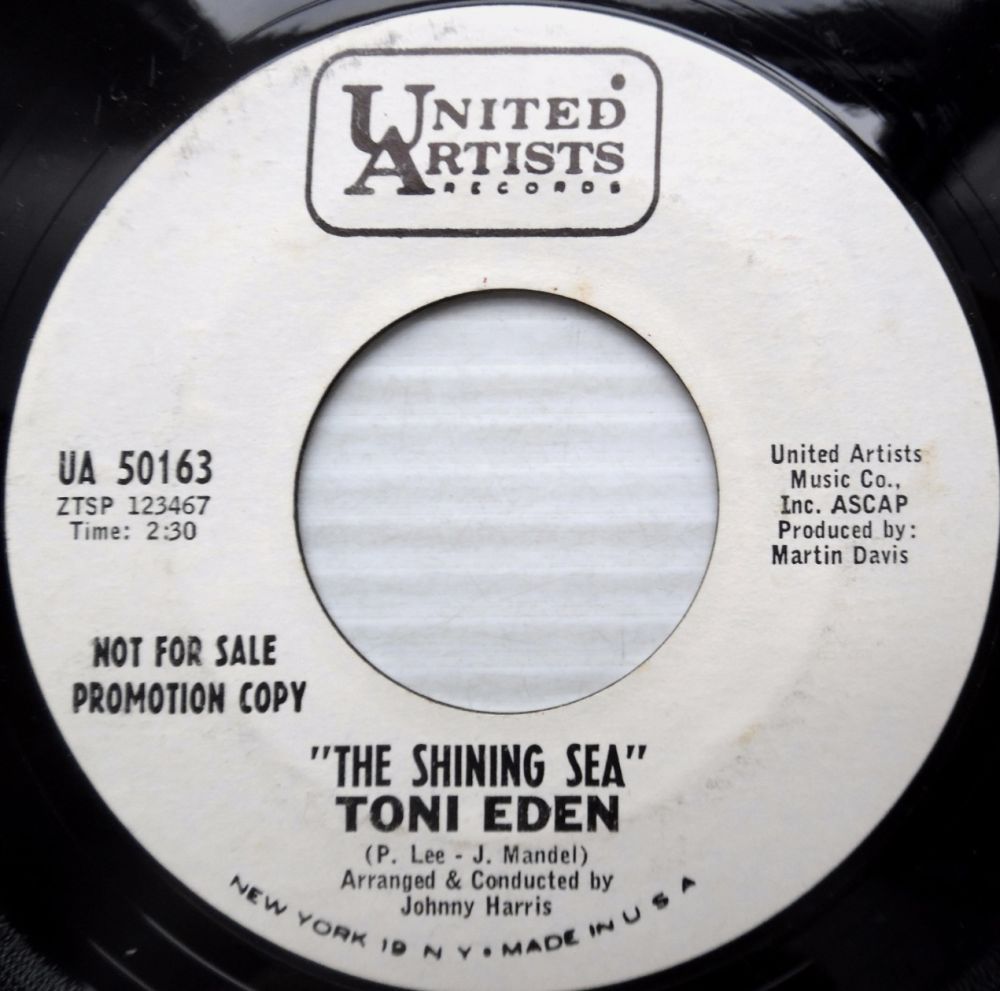 UNITED
ARTISTS
RECORDS
UA 50163
ZTSP 123467
Time: 2:30
United Artists
Music Co.,
Inc. ASCAP
Produced by:
Martin Davis
NOT FOR SALE
PROMOTION COPY
"THE SHINING SEA"
TONI EDEN
(P. Lee - J. Mandel)
Arranged & Conducted by
Johnny Harris
NEW YORK 19 N Y • MADE IN U S A